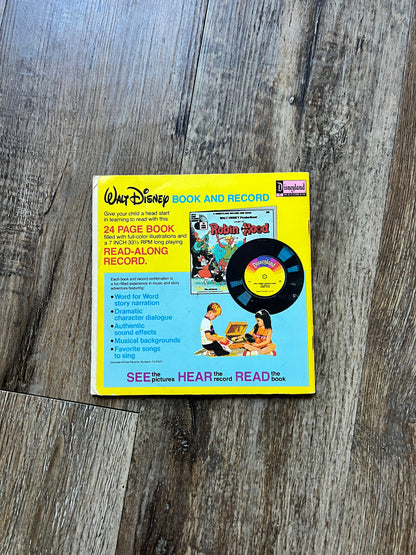 WALT DISNEY BOOK AND RECORD
Disneyland
Give your child a head start
in learning to read with this
24 PAGE BOOK
filled with full-color illustrations and
a 7 INCH 33⅓ RPM long playing
READ-ALONG
RECORD.
WALT DISNEY Productions'
Robin Hood
Disneyland
Each book and record combination is
a fun-filled experience in music and story
adventure featuring:
• Word for Word
story narration
• Dramatic
character dialogue
• Authentic
sound effects
• Musical backgrounds
• Favorite songs
to sing
SEE the pictures HEAR the record READ the book